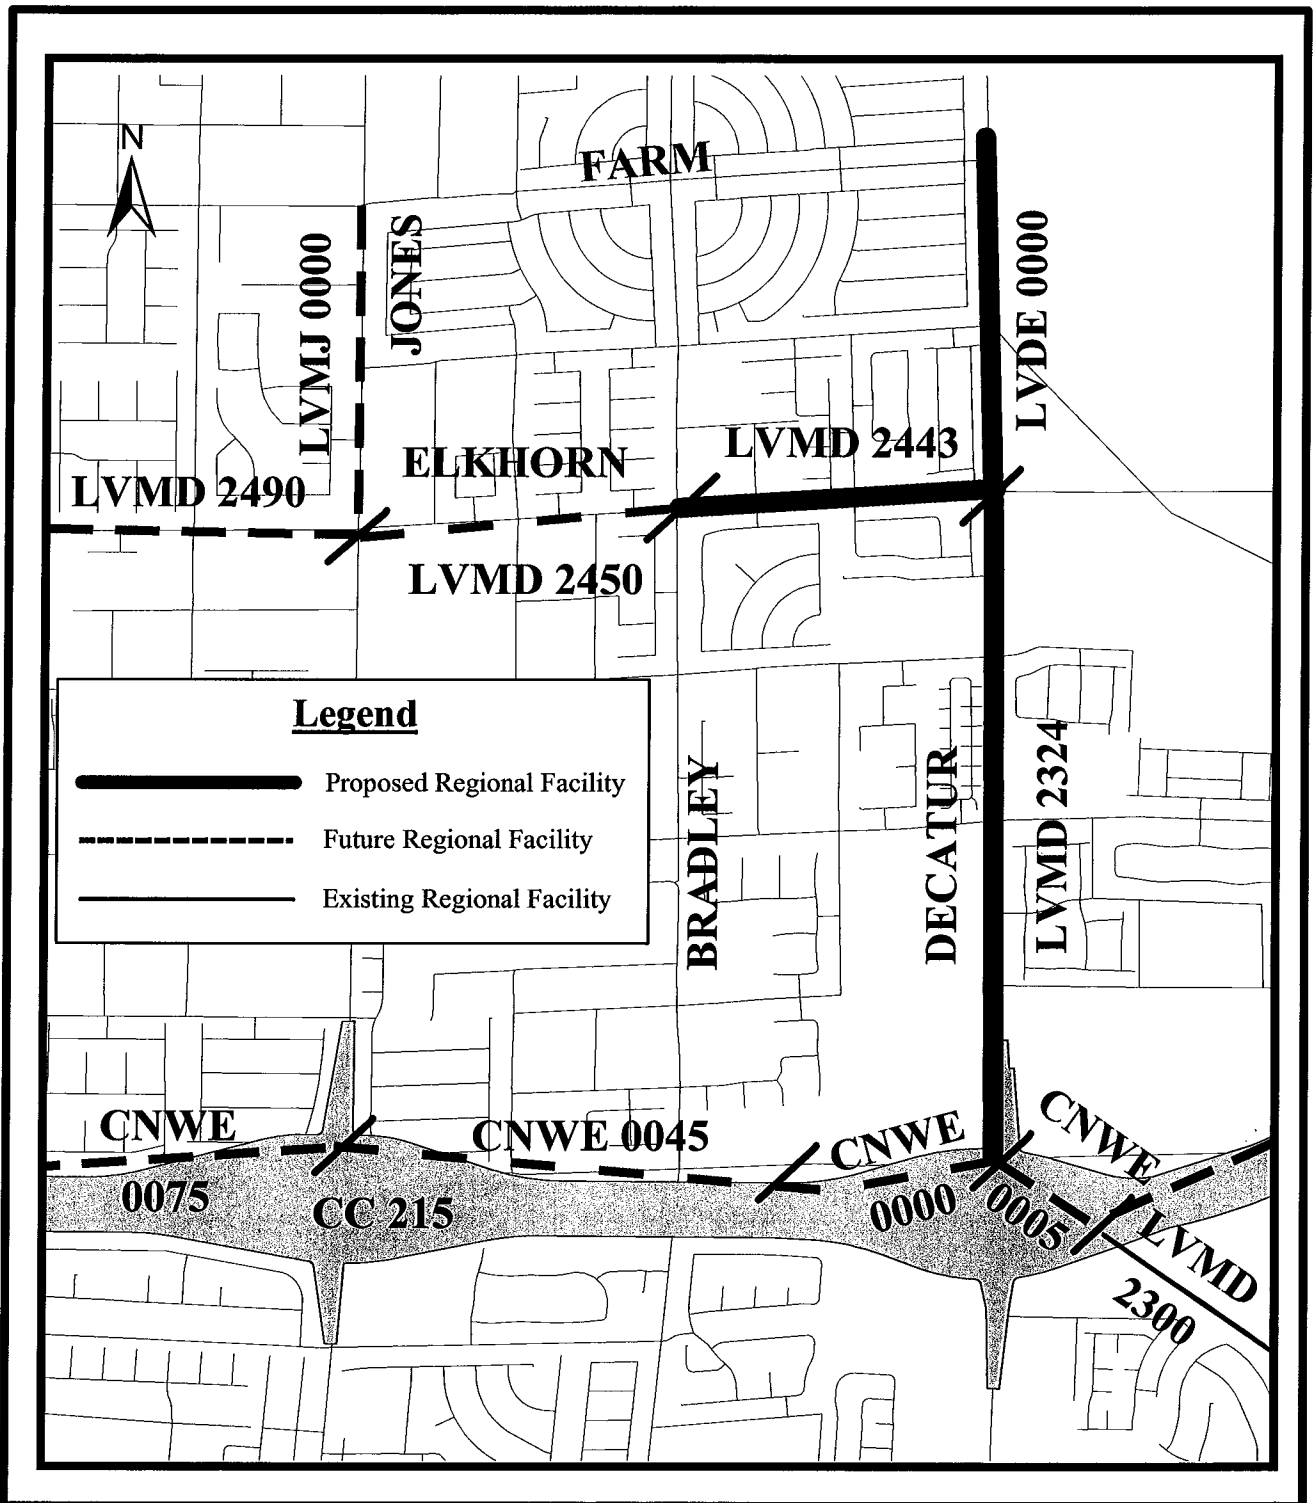 N
FARM
JONES
LVMJ 0000
LVDE 0000
LVMD 2443
ELKHORN
LVMD 2490
LVMD 2450
Legend
Proposed Regional Facility
Future Regional Facility
Existing Regional Facility
BRADLEY
DECATUR
LVMD 2324
CNWE
0075
CC 215
CNWE 0045
CNWE
0000
CNWE
0005
LVMD
2300